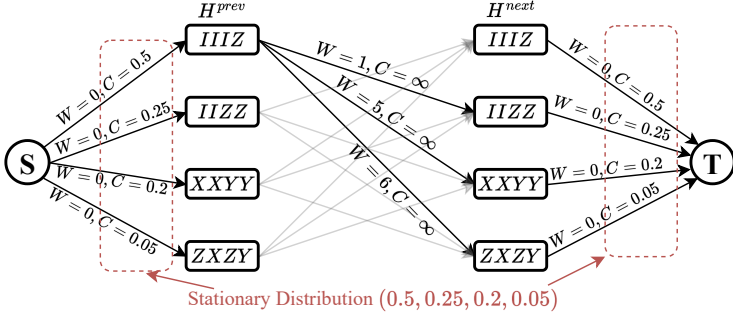 H^{prev} H^{next}
IIIZ IIIZ
W = 0, C = 0.5 W = 1, C = ∞ W = 0, C = 0.5
IIZZ IIZZ
W = 0, C = 0.25 W = 5, C = ∞ W = 0, C = 0.25
S T
XXYY XXYY
W = 0, C = 0.2 W = 6, C = ∞ W = 0, C = 0.2
W = 0, C = 0.05 W = 0, C = 0.05
ZXZY ZXZY
Stationary Distribution (0.5, 0.25, 0.2, 0.05)